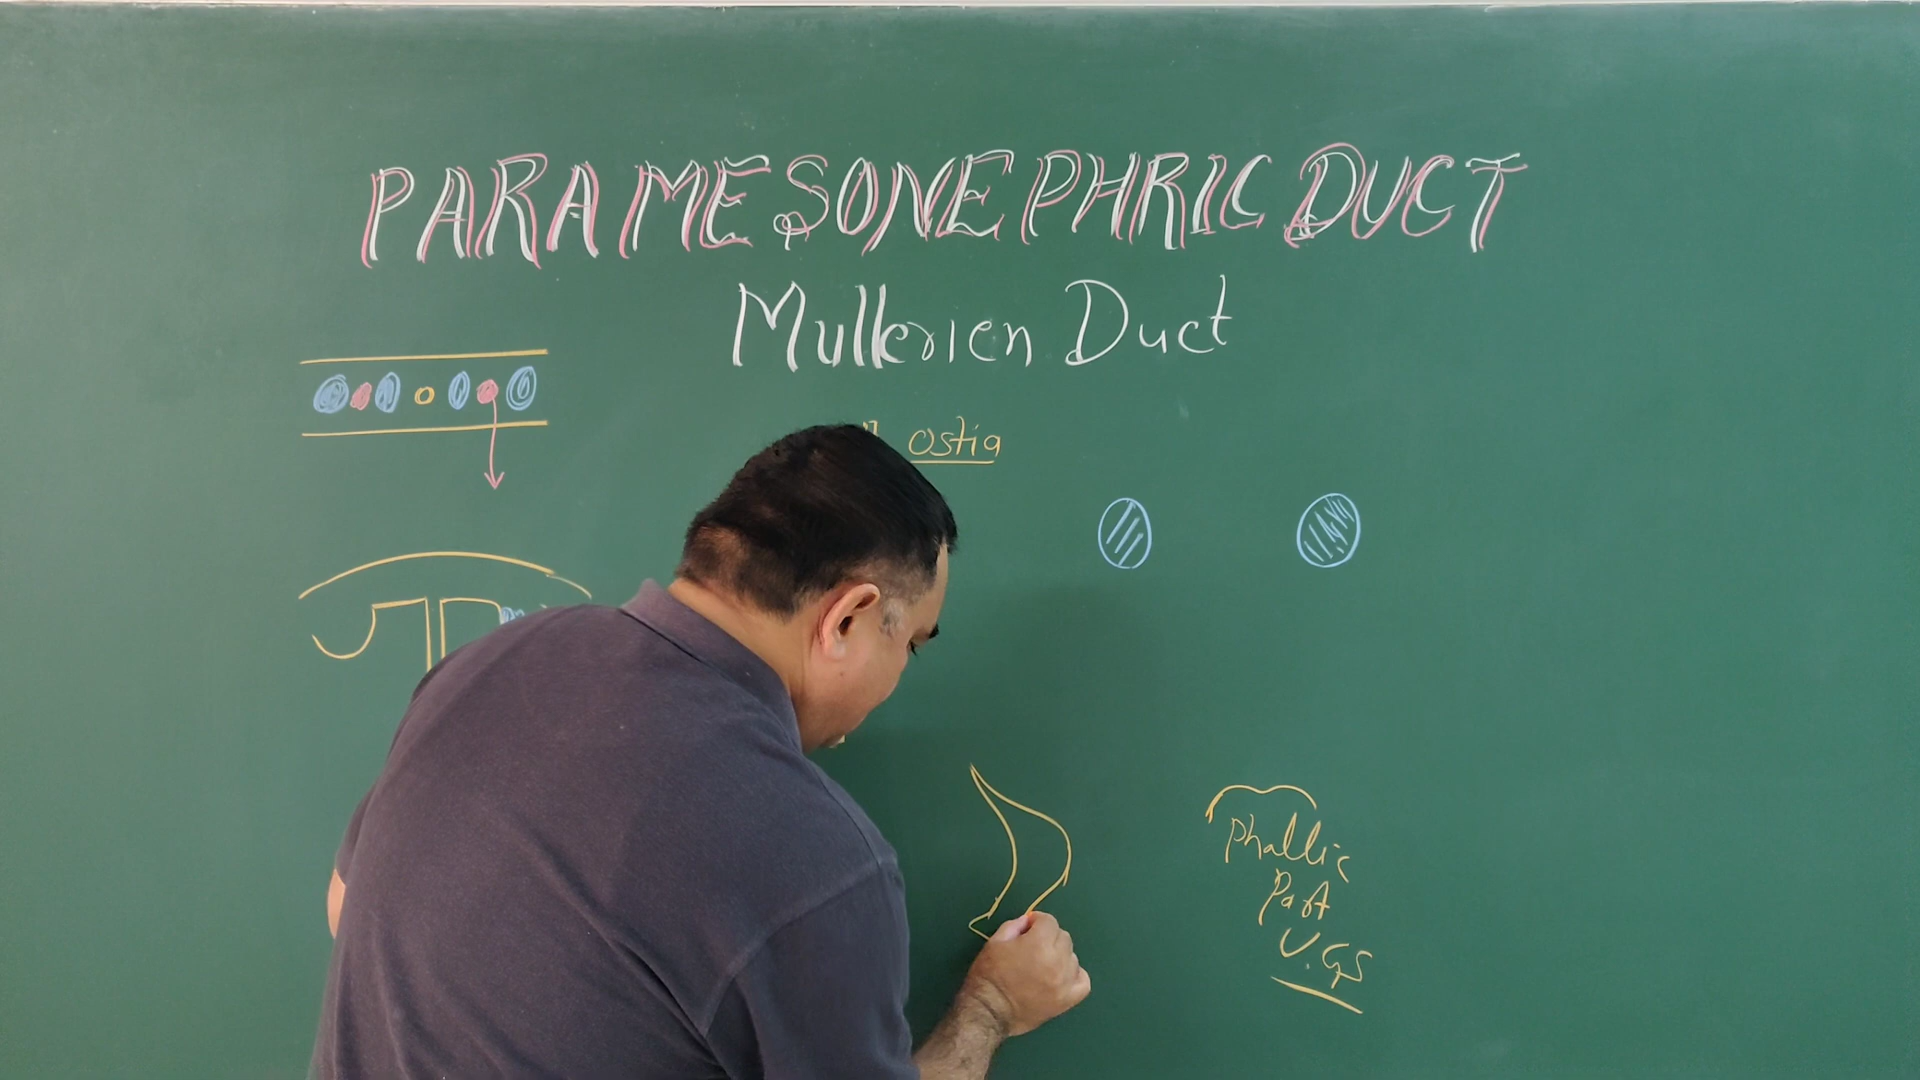 PARAMESONEPHRIC DUCT
Mullerien Duct
ostia
Phallic
Part
U.GS